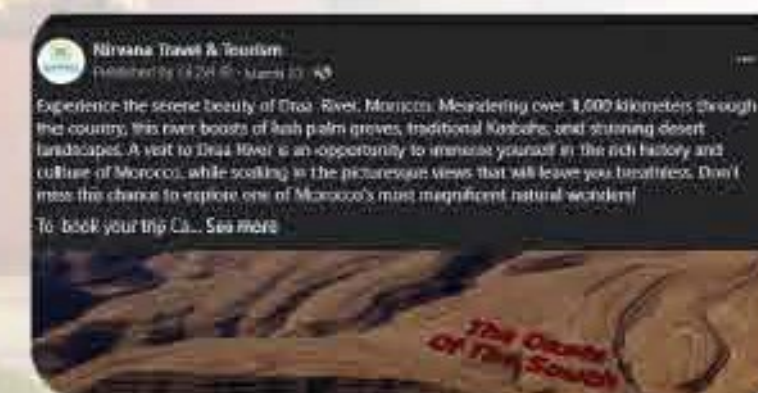 Nirvana Travel & Tourism
Published by
March
Experience the serene beauty of Draa River, Morocco. Meandering over 1,000 kilometers through
this country, this river boasts of lush palm groves, traditional Kasbahs, and stunning desert
landscapes. A visit to Draa River is an opportunity to immerse yourself in the rich history and
culture of Morocco, while soaking in the picturesque views that will leave you breathless. Don't
miss this chance to explore one of Morocco's most magnificent natural wonders!
To book your trip Ca... See more
The
Of The South